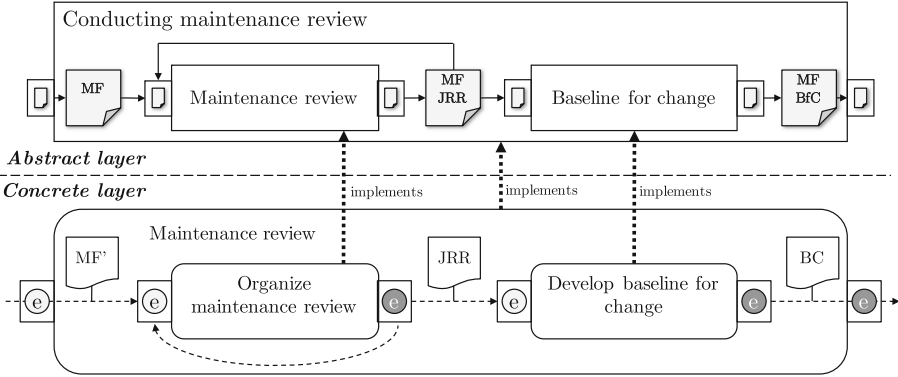 Conducting maintenance review
MF
Maintenance review
MF
JRR
Baseline for change
MF
BfC
Abstract layer
Concrete layer
implements
implements
implements
Maintenance review
MF'
JRR
BC
e
e
Organize
maintenance review
e
e
Develop baseline for
change
e
e